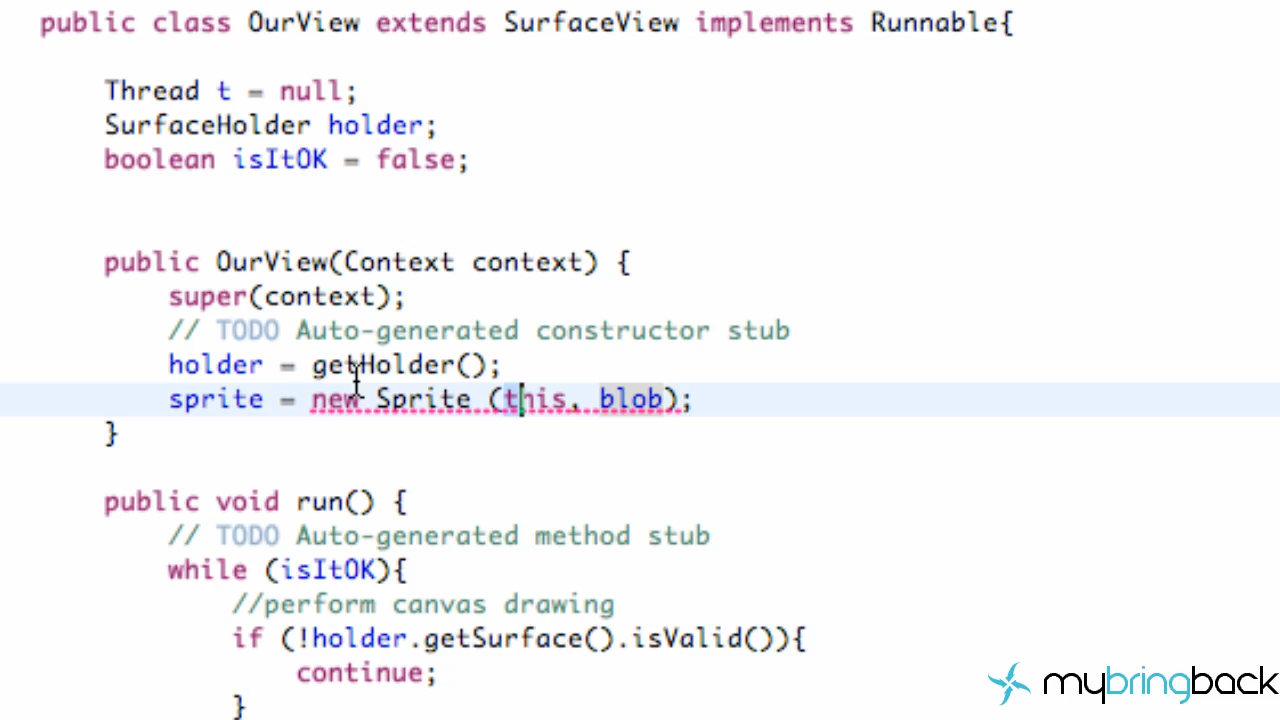 public class OurView extends SurfaceView implements Runnable{
Thread t = null;
SurfaceHolder holder;
boolean isItOK = false;
public OurView(Context context) {
super(context);
// TODO Auto-generated constructor stub
holder = getHolder();
sprite = new Sprite (this, blob);
}
public void run() {
// TODO Auto-generated method stub
while (isItOK){
//perform canvas drawing
if (!holder.getSurface().isValid()){
continue;
}
mybringback